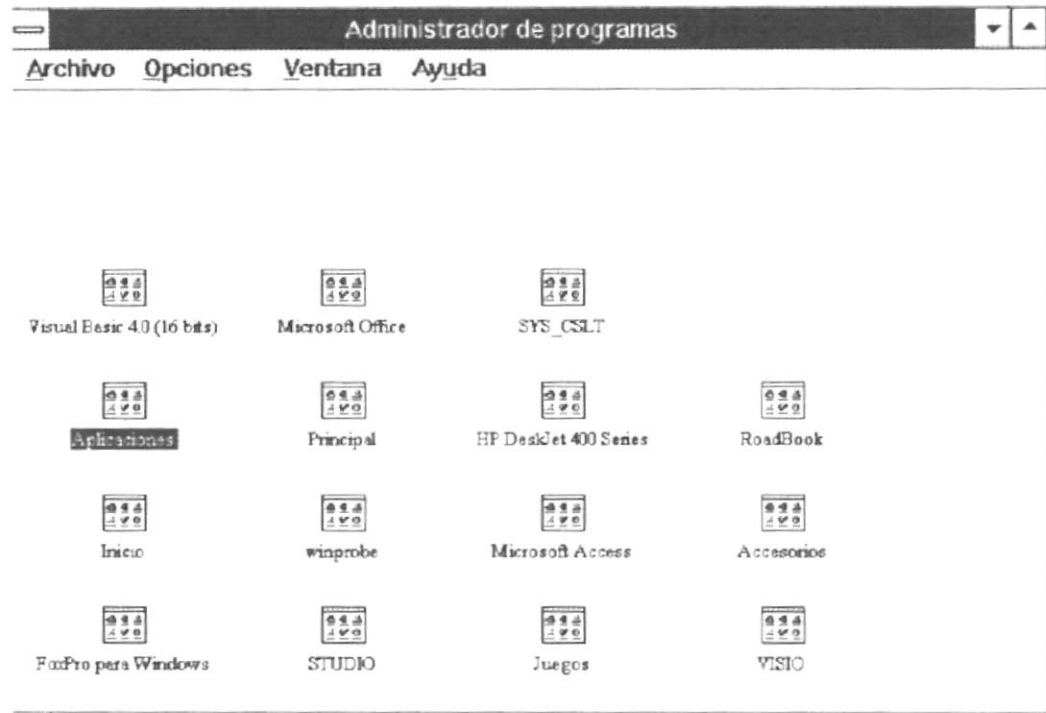 Administrador de programas
Archivo Opciones Ventana Ayuda
Visual Basic 4.0 (16 bits) Microsoft Office SYS_CSLT
Aplicaciones Principal HP DeskJet 400 Series RoadBook
Inicio winprobe Microsoft Access Accesorios
FoxPro para Windows STUDIO Juegos VISIO